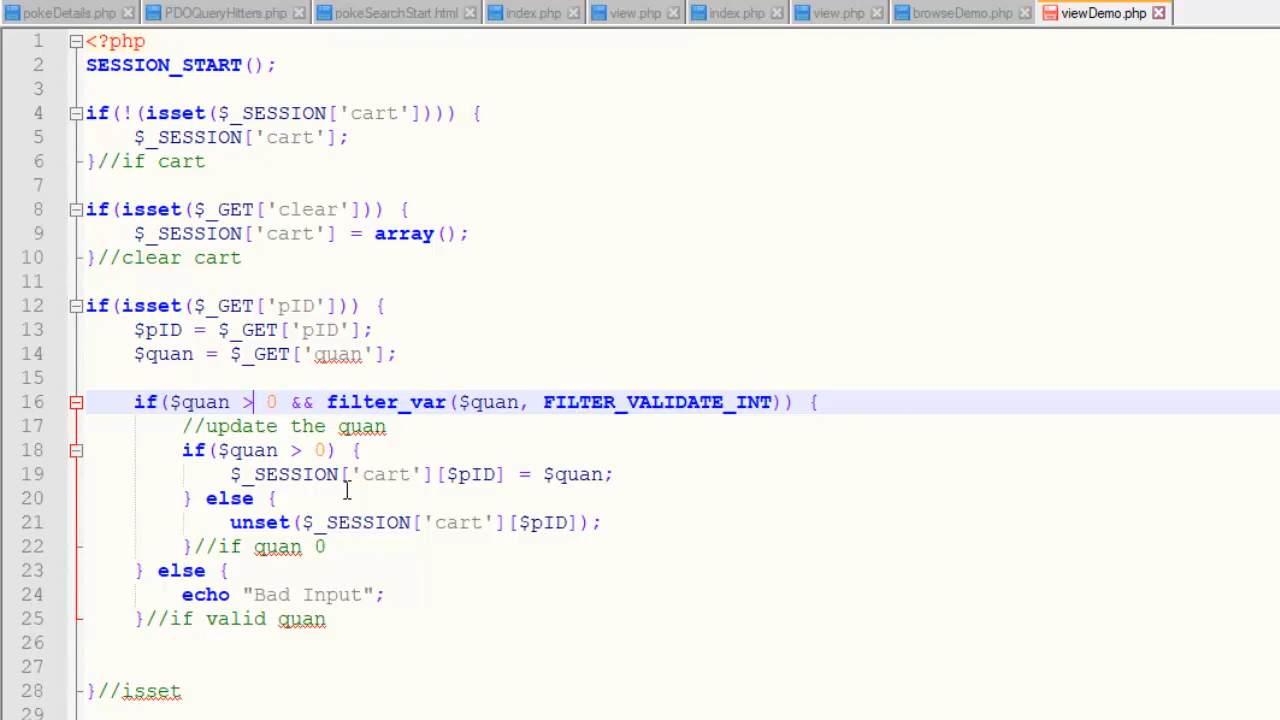 pokeDetails.php PDOQueryHitters.php pokeSearchStart.html index.php view.php index.php view.php browseDemo.php viewDemo.php
1 <?php
2 SESSION_START();
3
4 if(!(isset($_SESSION['cart']))) {
5 $_SESSION['cart'];
6 }//if cart
7
8 if(isset($_GET['clear'])) {
9 $_SESSION['cart'] = array();
10 }//clear cart
11
12 if(isset($_GET['pID'])) {
13 $pID = $_GET['pID'];
14 $quan = $_GET['quan'];
15
16 if($quan > 0 && filter_var($quan, FILTER_VALIDATE_INT)) {
17 //update the quan
18 if($quan > 0) {
19 $_SESSION['cart'][$pID] = $quan;
20 } else {
21 unset($_SESSION['cart'][$pID]);
22 }//if quan 0
23 } else {
24 echo "Bad Input";
25 }//if valid quan
26
27
28 }//isset
29